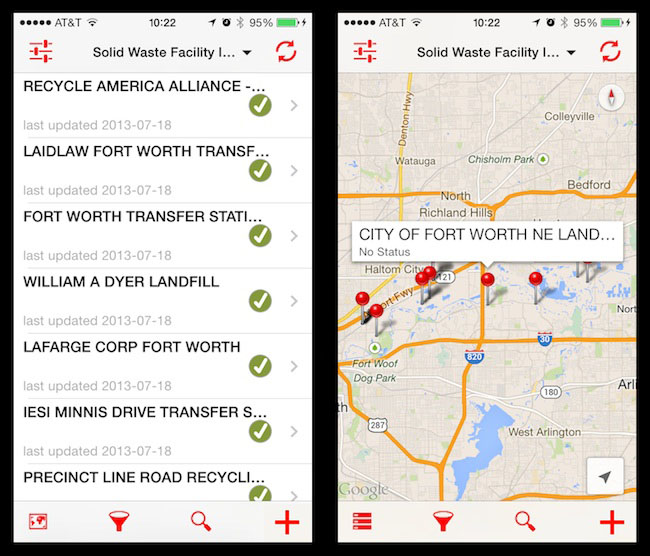 AT&T 10:22 95%
Solid Waste Facility I...
RECYCLE AMERICA ALLIANCE -...
last updated 2013-07-18
LAIDLAW FORT WORTH TRANSF...
last updated 2013-07-18
FORT WORTH TRANSFER STATI...
last updated 2013-07-18
WILLIAM A DYER LANDFILL
last updated 2013-07-18
LAFARGE CORP FORT WORTH
last updated 2013-07-18
IESI MINNIS DRIVE TRANSFER S...
last updated 2013-07-18
PRECINCT LINE ROAD RECYCLI...
AT&T 10:22 95%
Solid Waste Facility I...
Denton Hwy
Colleyville
Watauga
Chisholm Park
Bedford
North
Richland Hills
CITY OF FORT WORTH NE LAND...
No Status
Haltom City
121
Airport Fwy
Nort
30
820
Fort Woof
Dog Park
180
Arli
th
287
West Arlington
Google